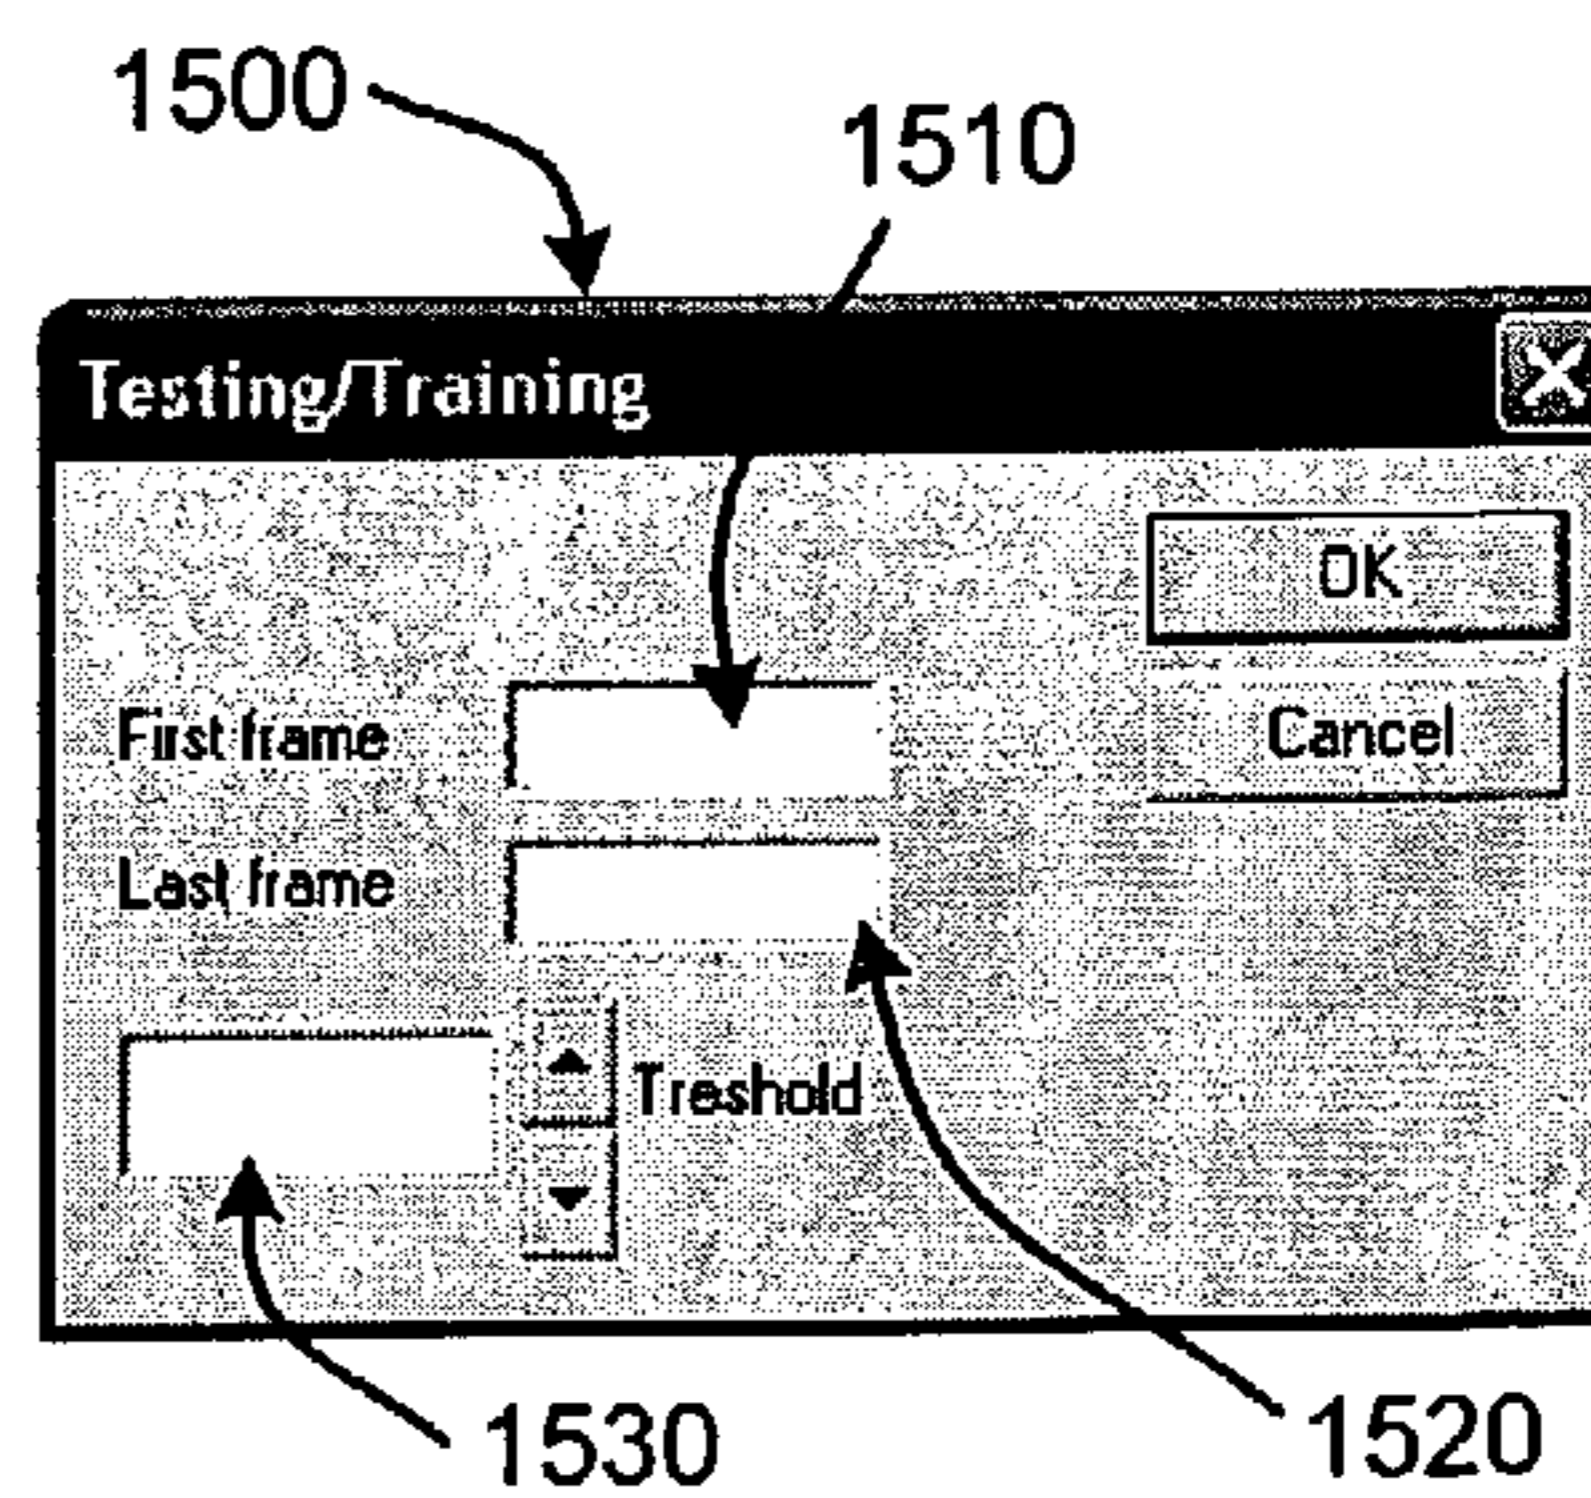 1500
1510
Testing/Training
OK
First frame
Cancel
Last frame
Treshold
1530
1520